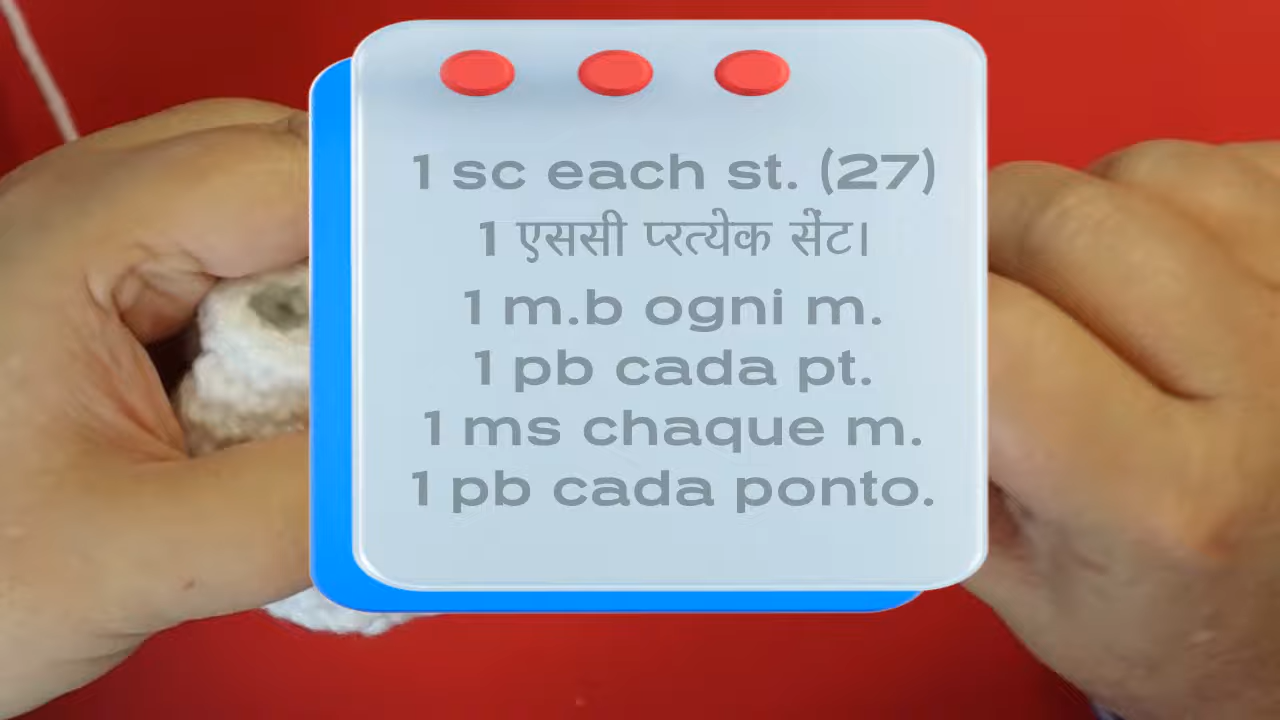 1 sc each st. (27)
1 एससी प्रत्येक सेंट।
1 m.b ogni m.
1 pb cada pt.
1 ms chaque m.
1 pb cada ponto.